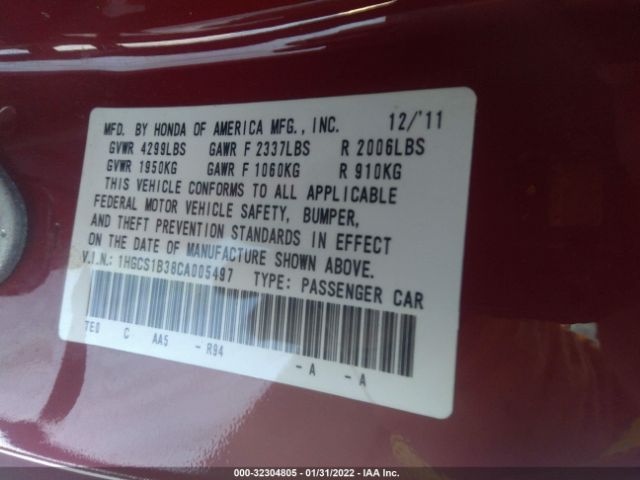 MFD. BY HONDA OF AMERICA MFG., INC. 12/'11
GVWR 4299LBS GAWR F 2337LBS R 2006LBS
GVWR 1950KG GAWR F 1060KG R 910KG
THIS VEHICLE CONFORMS TO ALL APPLICABLE
FEDERAL MOTOR VEHICLE SAFETY, BUMPER,
AND THEFT PREVENTION STANDARDS IN EFFECT
ON THE DATE OF MANUFACTURE SHOWN ABOVE.
V.I.N.: 1HGCS1B38CA005497 TYPE: PASSENGER CAR
TE0 C AA5 - R94 - A - A
000-32304805 - 01/31/2022 - IAA Inc.